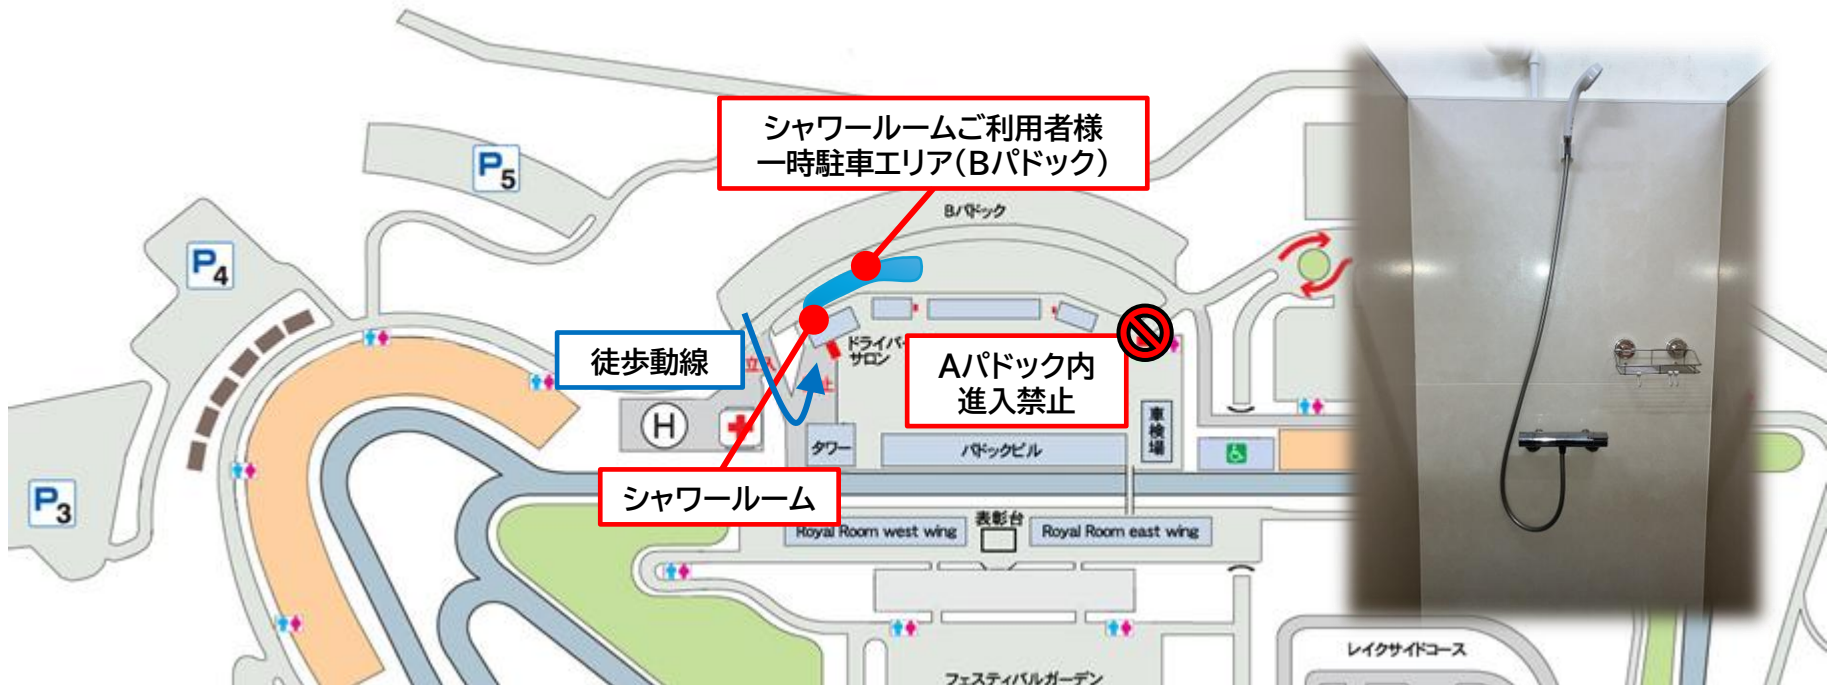 シャワールームご利用者様
一時駐車エリア(Bパドック)
P5
Bパドック
P4
徒歩動線
立入
止
ドライバー
サロン
Aパドック内
進入禁止
H
タワー
パドックビル
車検場
P3
シャワールーム
Royal Room west wing
表彰台
Royal Room east wing
レイクサイドコース
フェスティバルガーデン